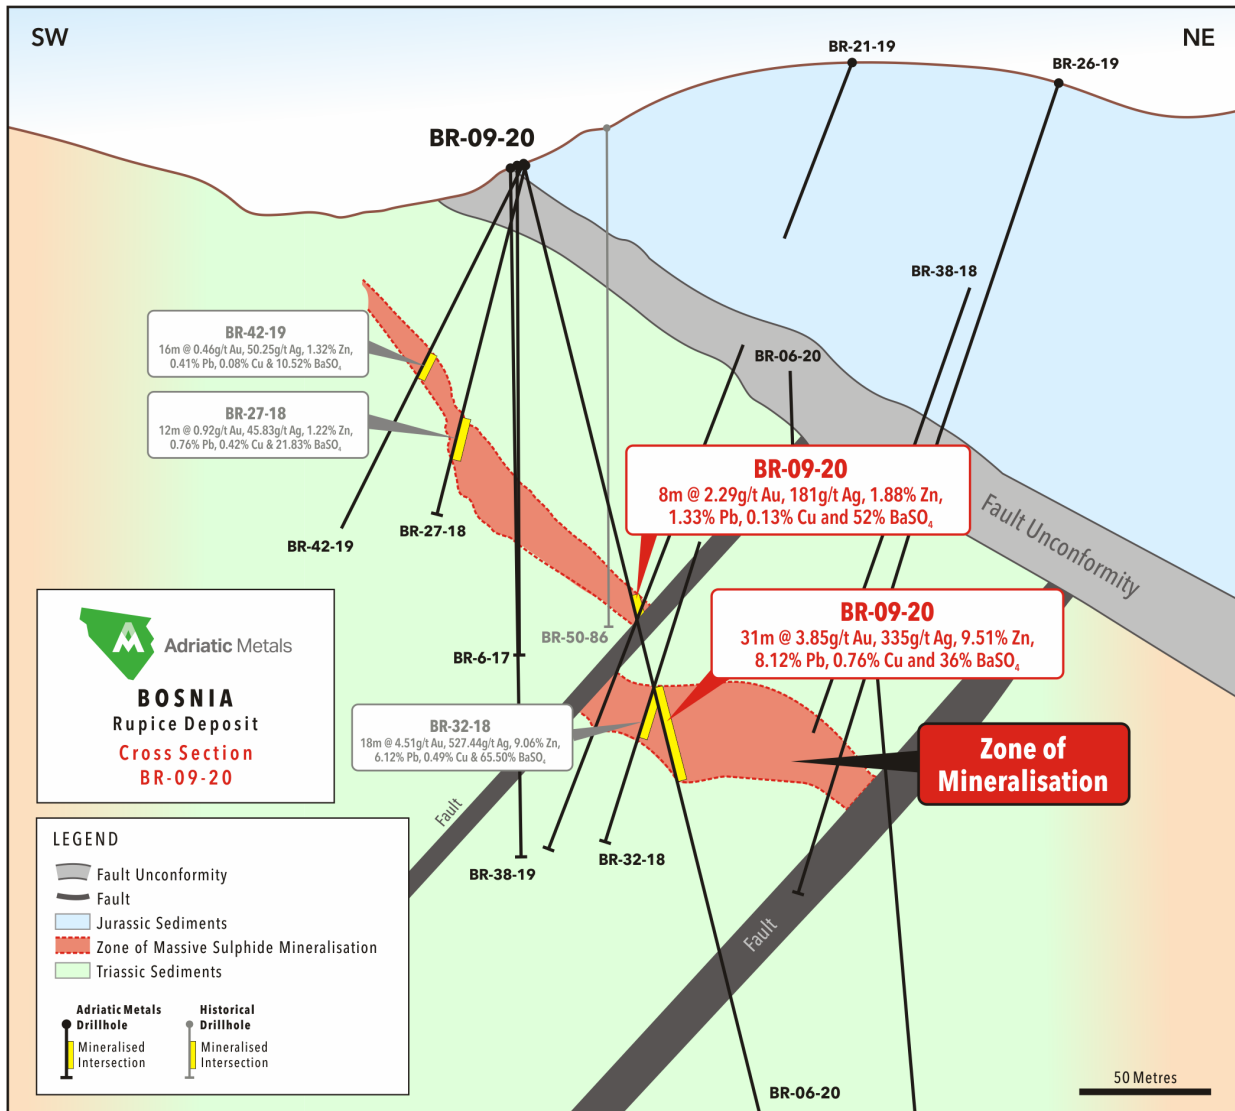 SW
NE
BR-21-19
BR-26-19
BR-09-20
BR-38-18
BR-06-20
BR-42-19
16m @ 0.46g/t Au, 50.25g/t Ag, 1.32% Zn,
0.41% Pb, 0.08% Cu & 10.52% BaSO₄
BR-27-18
12m @ 0.92g/t Au, 45.83g/t Ag, 1.22% Zn,
0.76% Pb, 0.42% Cu & 21.83% BaSO₄
BR-09-20
8m @ 2.29g/t Au, 181g/t Ag, 1.88% Zn,
1.33% Pb, 0.13% Cu and 52% BaSO₄
Fault Unconformity
BR-27-18
BR-42-19
BR-09-20
31m @ 3.85g/t Au, 335g/t Ag, 9.51% Zn,
8.12% Pb, 0.76% Cu and 36% BaSO₄
BR-50-86
BR-6-17
Adriatic Metals
BOSNIA
Rupice Deposit
Cross Section
BR-09-20
BR-32-18
18m @ 4.51g/t Au, 527.44g/t Ag, 9.06% Zn,
6.12% Pb, 0.49% Cu & 65.50% BaSO₄
Zone of
Mineralisation
Fault
BR-38-19
BR-32-18
Fault
LEGEND
Fault Unconformity
Fault
Jurassic Sediments
Zone of Massive Sulphide Mineralisation
Triassic Sediments
Adriatic Metals
Drillhole
Mineralised
Intersection
Historical
Drillhole
Mineralised
Intersection
BR-06-20
50 Metres